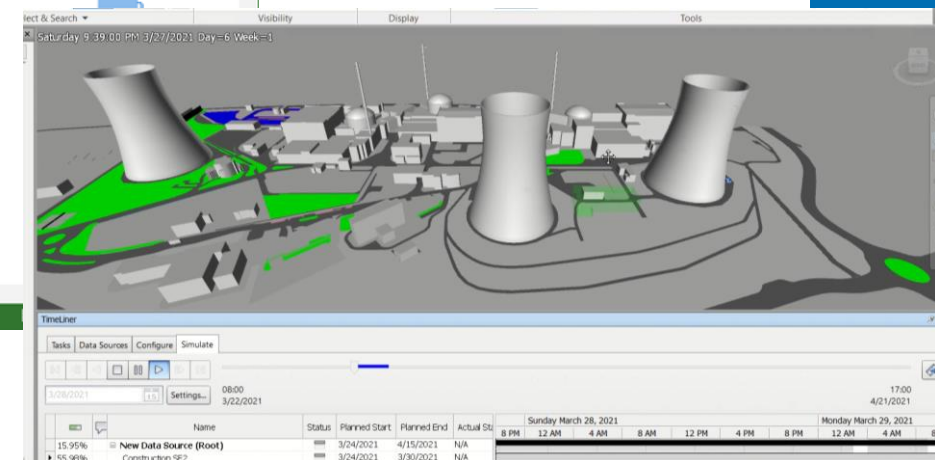 lect & Search
Visibility
Display
Tools
Saturday 9:39:00 PM 3/27/2021 Day=6 Week=1
TimeLiner
Tasks Data Sources Configure Simulate
3/28/2021 Settings...
08:00 17:00
3/22/2021 4/21/2021
Name Status Planned Start Planned End Actual St
Sunday March 28, 2021 Monday March 29, 2021
8 PM 12 AM 4 AM 8 AM 12 PM 4 PM 8 PM 12 AM 4 AM
15.95% New Data Source (Root) 3/24/2021 4/15/2021 N/A
55.98% Construction SE2 3/24/2021 3/30/2021 N/A